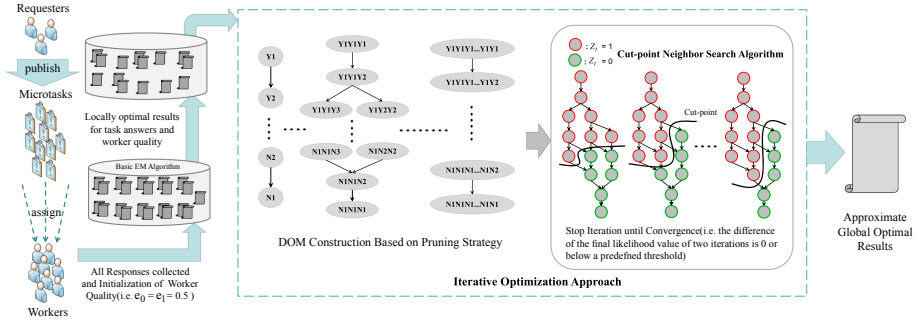 Requesters
publish
Microtasks
assign
Workers
Locally optimal results
for task answers and
worker quality
Basic EM Algorithm
All Responses collected
and Initialization of Worker
Quality(i.e. e0 = e1 = 0.5 )
Y1
Y2
N2
N1
Y1Y1Y1
Y1Y1Y2
Y1Y1Y3
Y1Y2Y2
N1N1N3
N1N2N2
N1N1N2
N1N1N1
Y1Y1Y1...Y1Y1
Y1Y1Y1...Y1Y2
N1N1N1...N1N2
N1N1N1...N1N1
DOM Construction Based on Pruning Strategy
: Zt = 1
: Zt = 0
Cut-point Neighbor Search Algorithm
Cut-point
Stop Iteration until Convergence(i.e. the difference
of the final likelihood value of two iterations is 0 or
below a predefined threshold)
Iterative Optimization Approach
Approximate
Global Optimal
Results